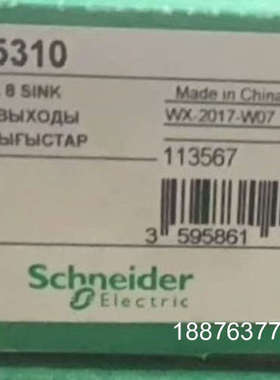 5310
8 SINK
Made in China
ВЫХОДЫ
WX-2017-W07
ЫҒЫСТАР
113567
3 595861
Schneider
Electric
18876377